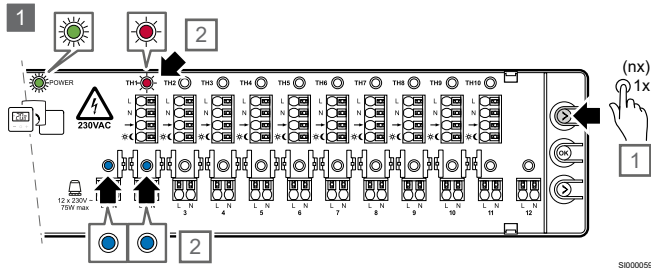 1
2
(nx)
1x
POWER
TH1 TH2 TH3 TH4 TH5 TH6 TH7 TH8 TH9 TH10
L L L L L L L L L L
N N N N N N N N N N
230VAC
OK
1
12 x 230V ~
75W max
L N L N L N L N L N L N L N L N L N L N L N L N
3 4 5 6 7 8 9 10 11 12
2
SI000059